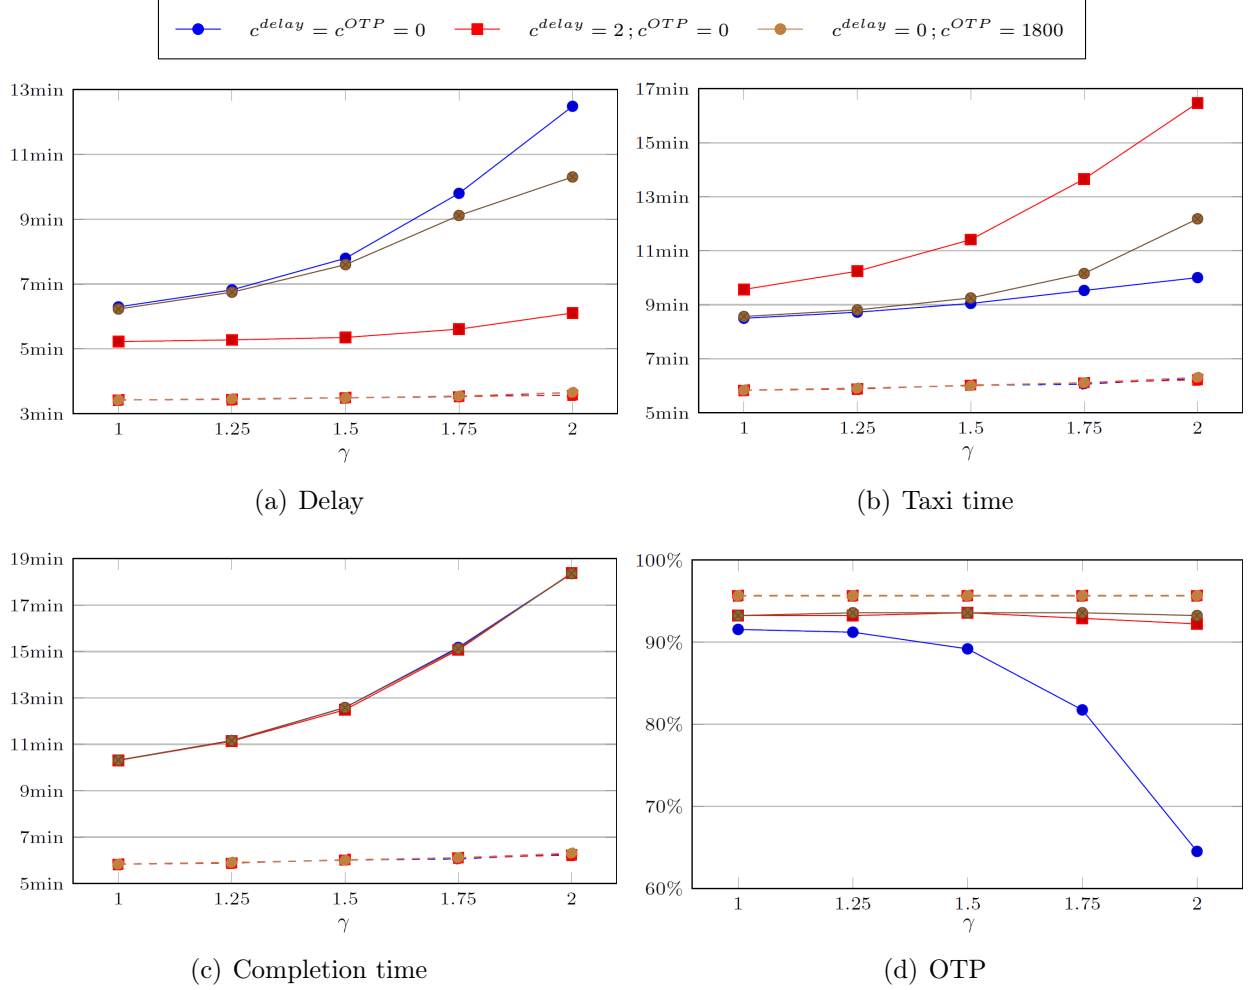 c^{delay} = c^{OTP} = 0 c^{delay} = 2 ; c^{OTP} = 0 c^{delay} = 0 ; c^{OTP} = 1800
13min
11min
9min
7min
5min
3min
1 1.25 1.5 1.75 2
γ
(a) Delay
17min
15min
13min
11min
9min
7min
5min
1 1.25 1.5 1.75 2
γ
(b) Taxi time
19min
17min
15min
13min
11min
9min
7min
5min
1 1.25 1.5 1.75 2
γ
(c) Completion time
100%
90%
80%
70%
60%
1 1.25 1.5 1.75 2
γ
(d) OTP